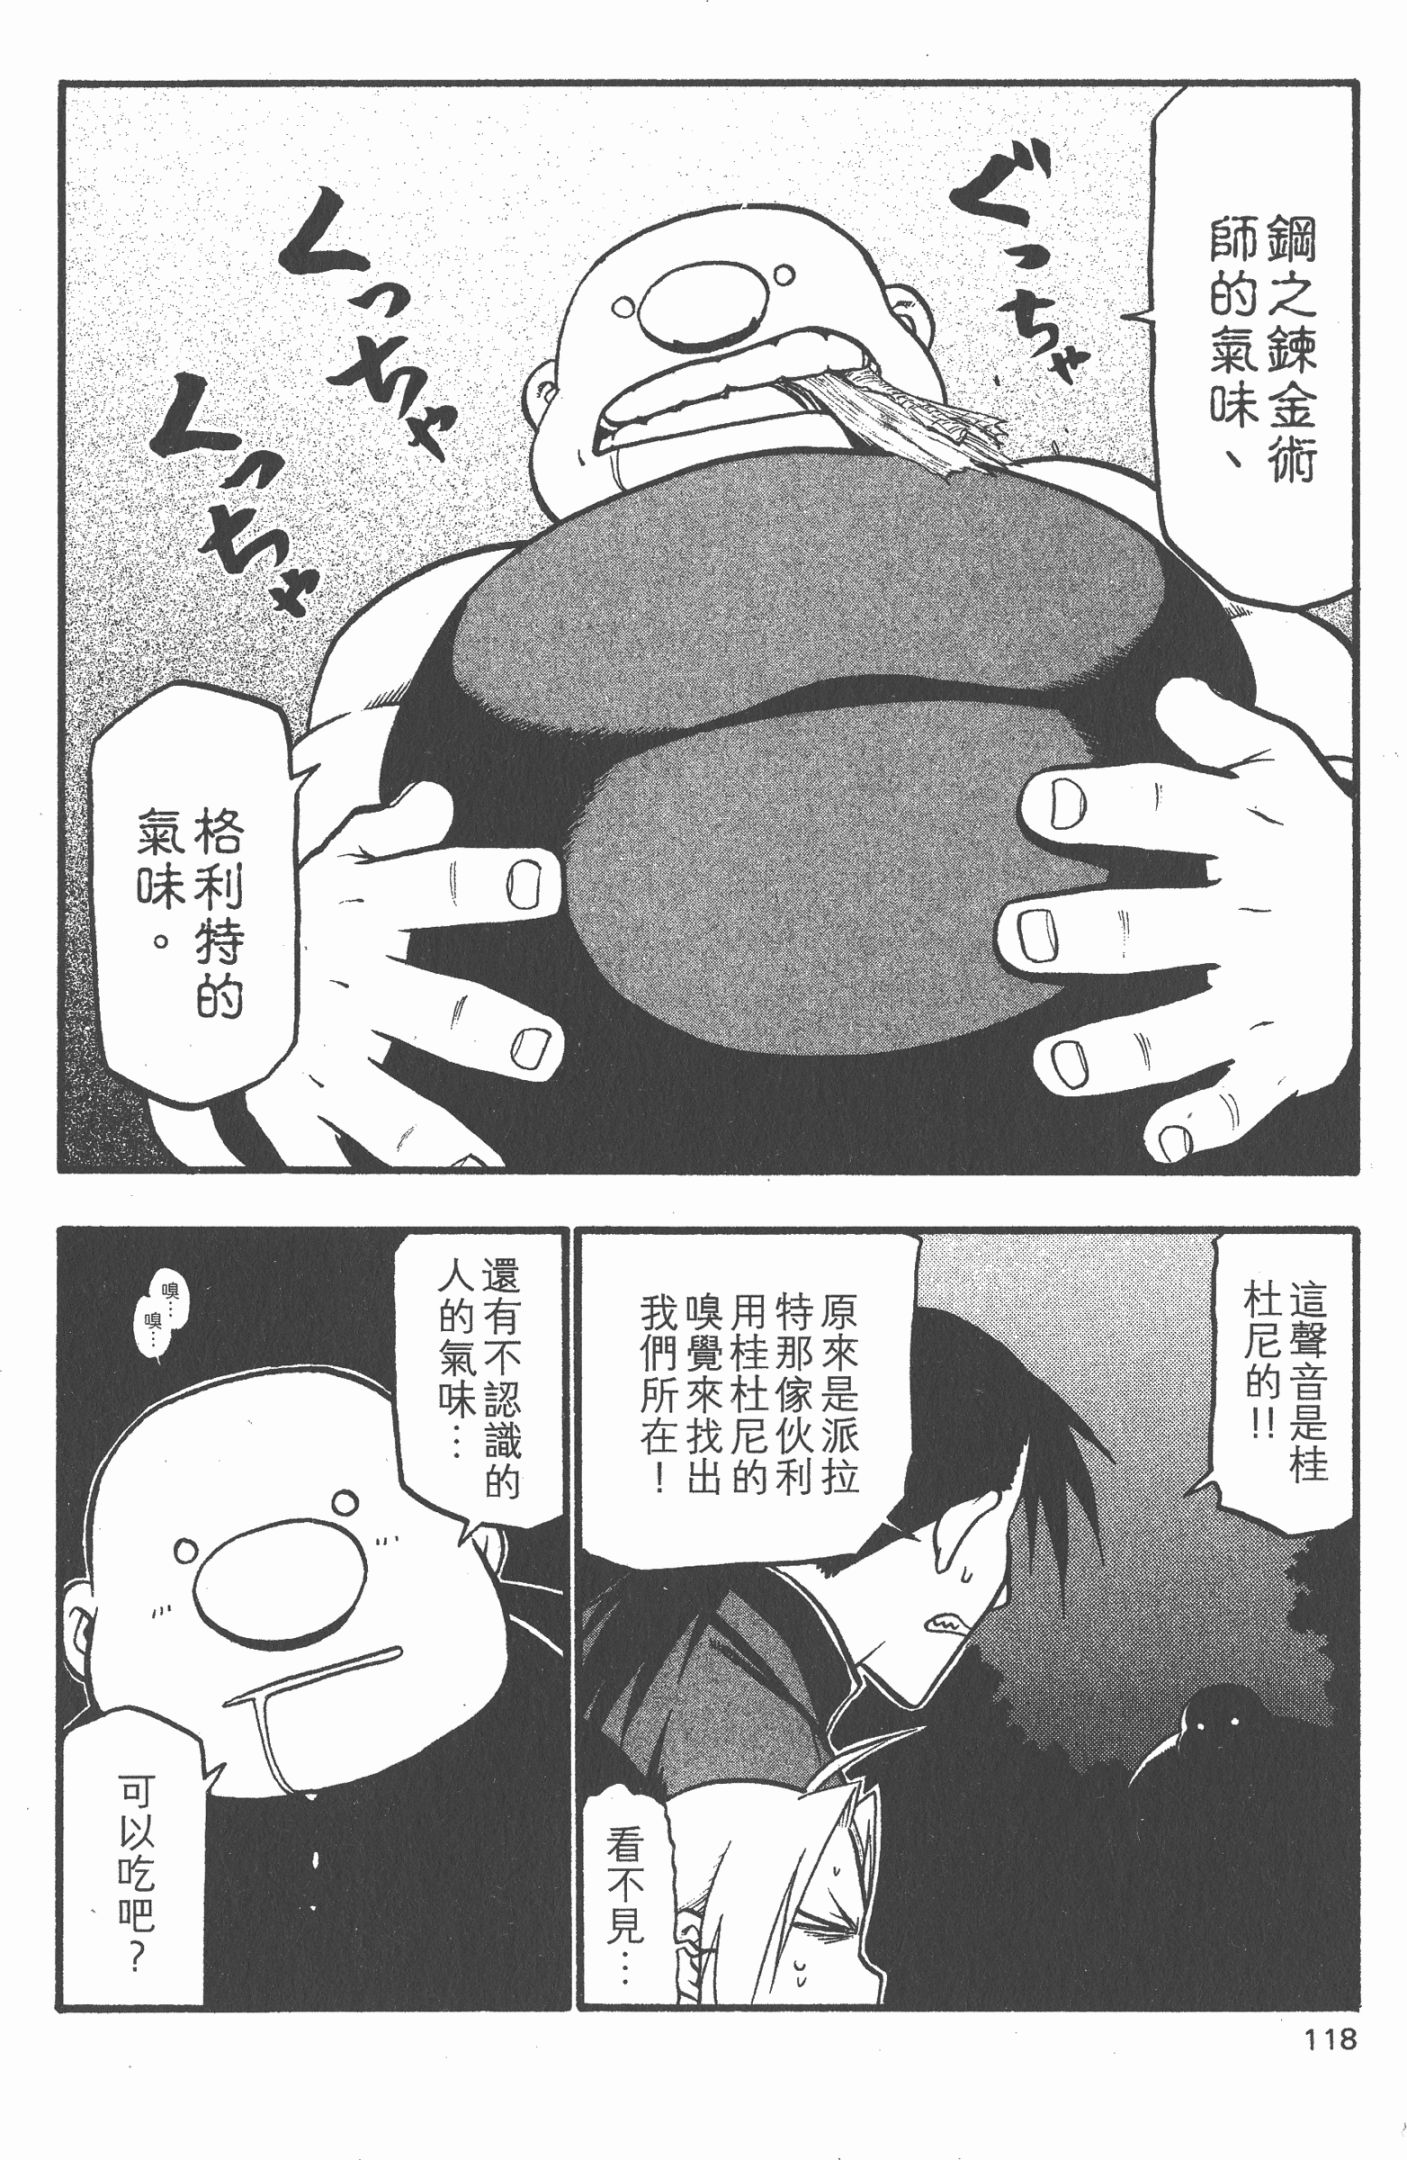 鋼之鍊金術
師的氣味、
ぐっちゃ
くっちゃ
くっちゃ
格利特的
氣味。
這聲音是桂
杜尼的!!
原來是派拉
特那傢伙利
用桂杜尼的
嗅覺來找出
我們所在！
看不見…
還有不認識的
人的氣味…
嗅…
嗅…
可以吃吧？
118